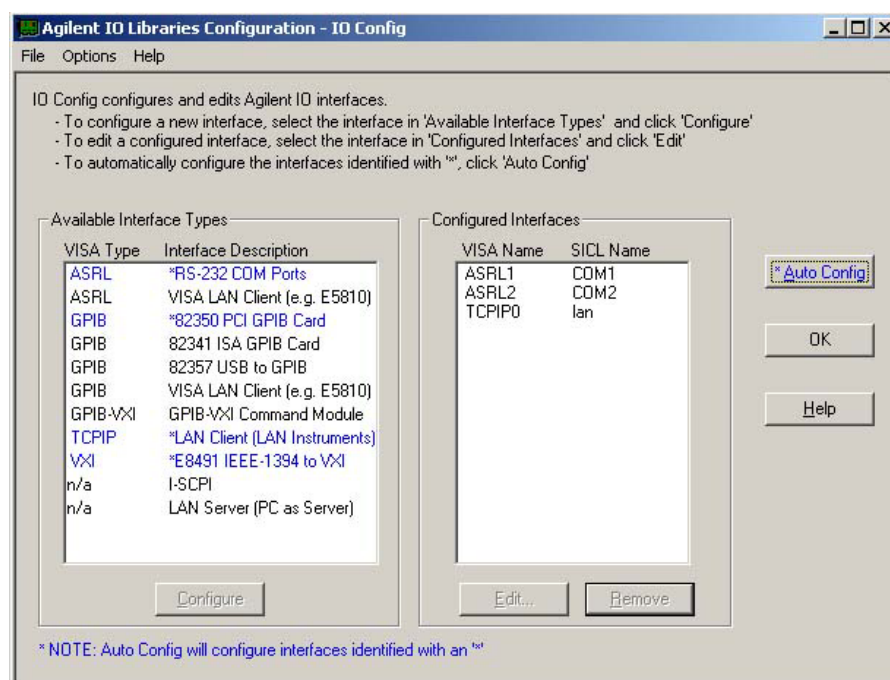 Agilent IO Libraries Configuration - IO Config
File Options Help
IO Config configures and edits Agilent IO interfaces.
- To configure a new interface, select the interface in 'Available Interface Types' and click 'Configure'
- To edit a configured interface, select the interface in 'Configured Interfaces' and click 'Edit'
- To automatically configure the interfaces identified with '*', click 'Auto Config'
Available Interface Types
VISA Type Interface Description
ASRL *RS-232 COM Ports
ASRL VISA LAN Client (e.g. E5810)
GPIB *82350 PCI GPIB Card
GPIB 82341 ISA GPIB Card
GPIB 82357 USB to GPIB
GPIB VISA LAN Client (e.g. E5810)
GPIB-VXI GPIB-VXI Command Module
TCPIP *LAN Client (LAN Instruments)
VXI *E8491 IEEE-1394 to VXI
n/a I-SCPI
n/a LAN Server (PC as Server)
Configure
Configured Interfaces
VISA Name SICL Name
ASRL1 COM1
ASRL2 COM2
TCPIP0 lan
Edit... Remove
* Auto Config
OK
Help
* NOTE: Auto Config will configure interfaces identified with an '*'